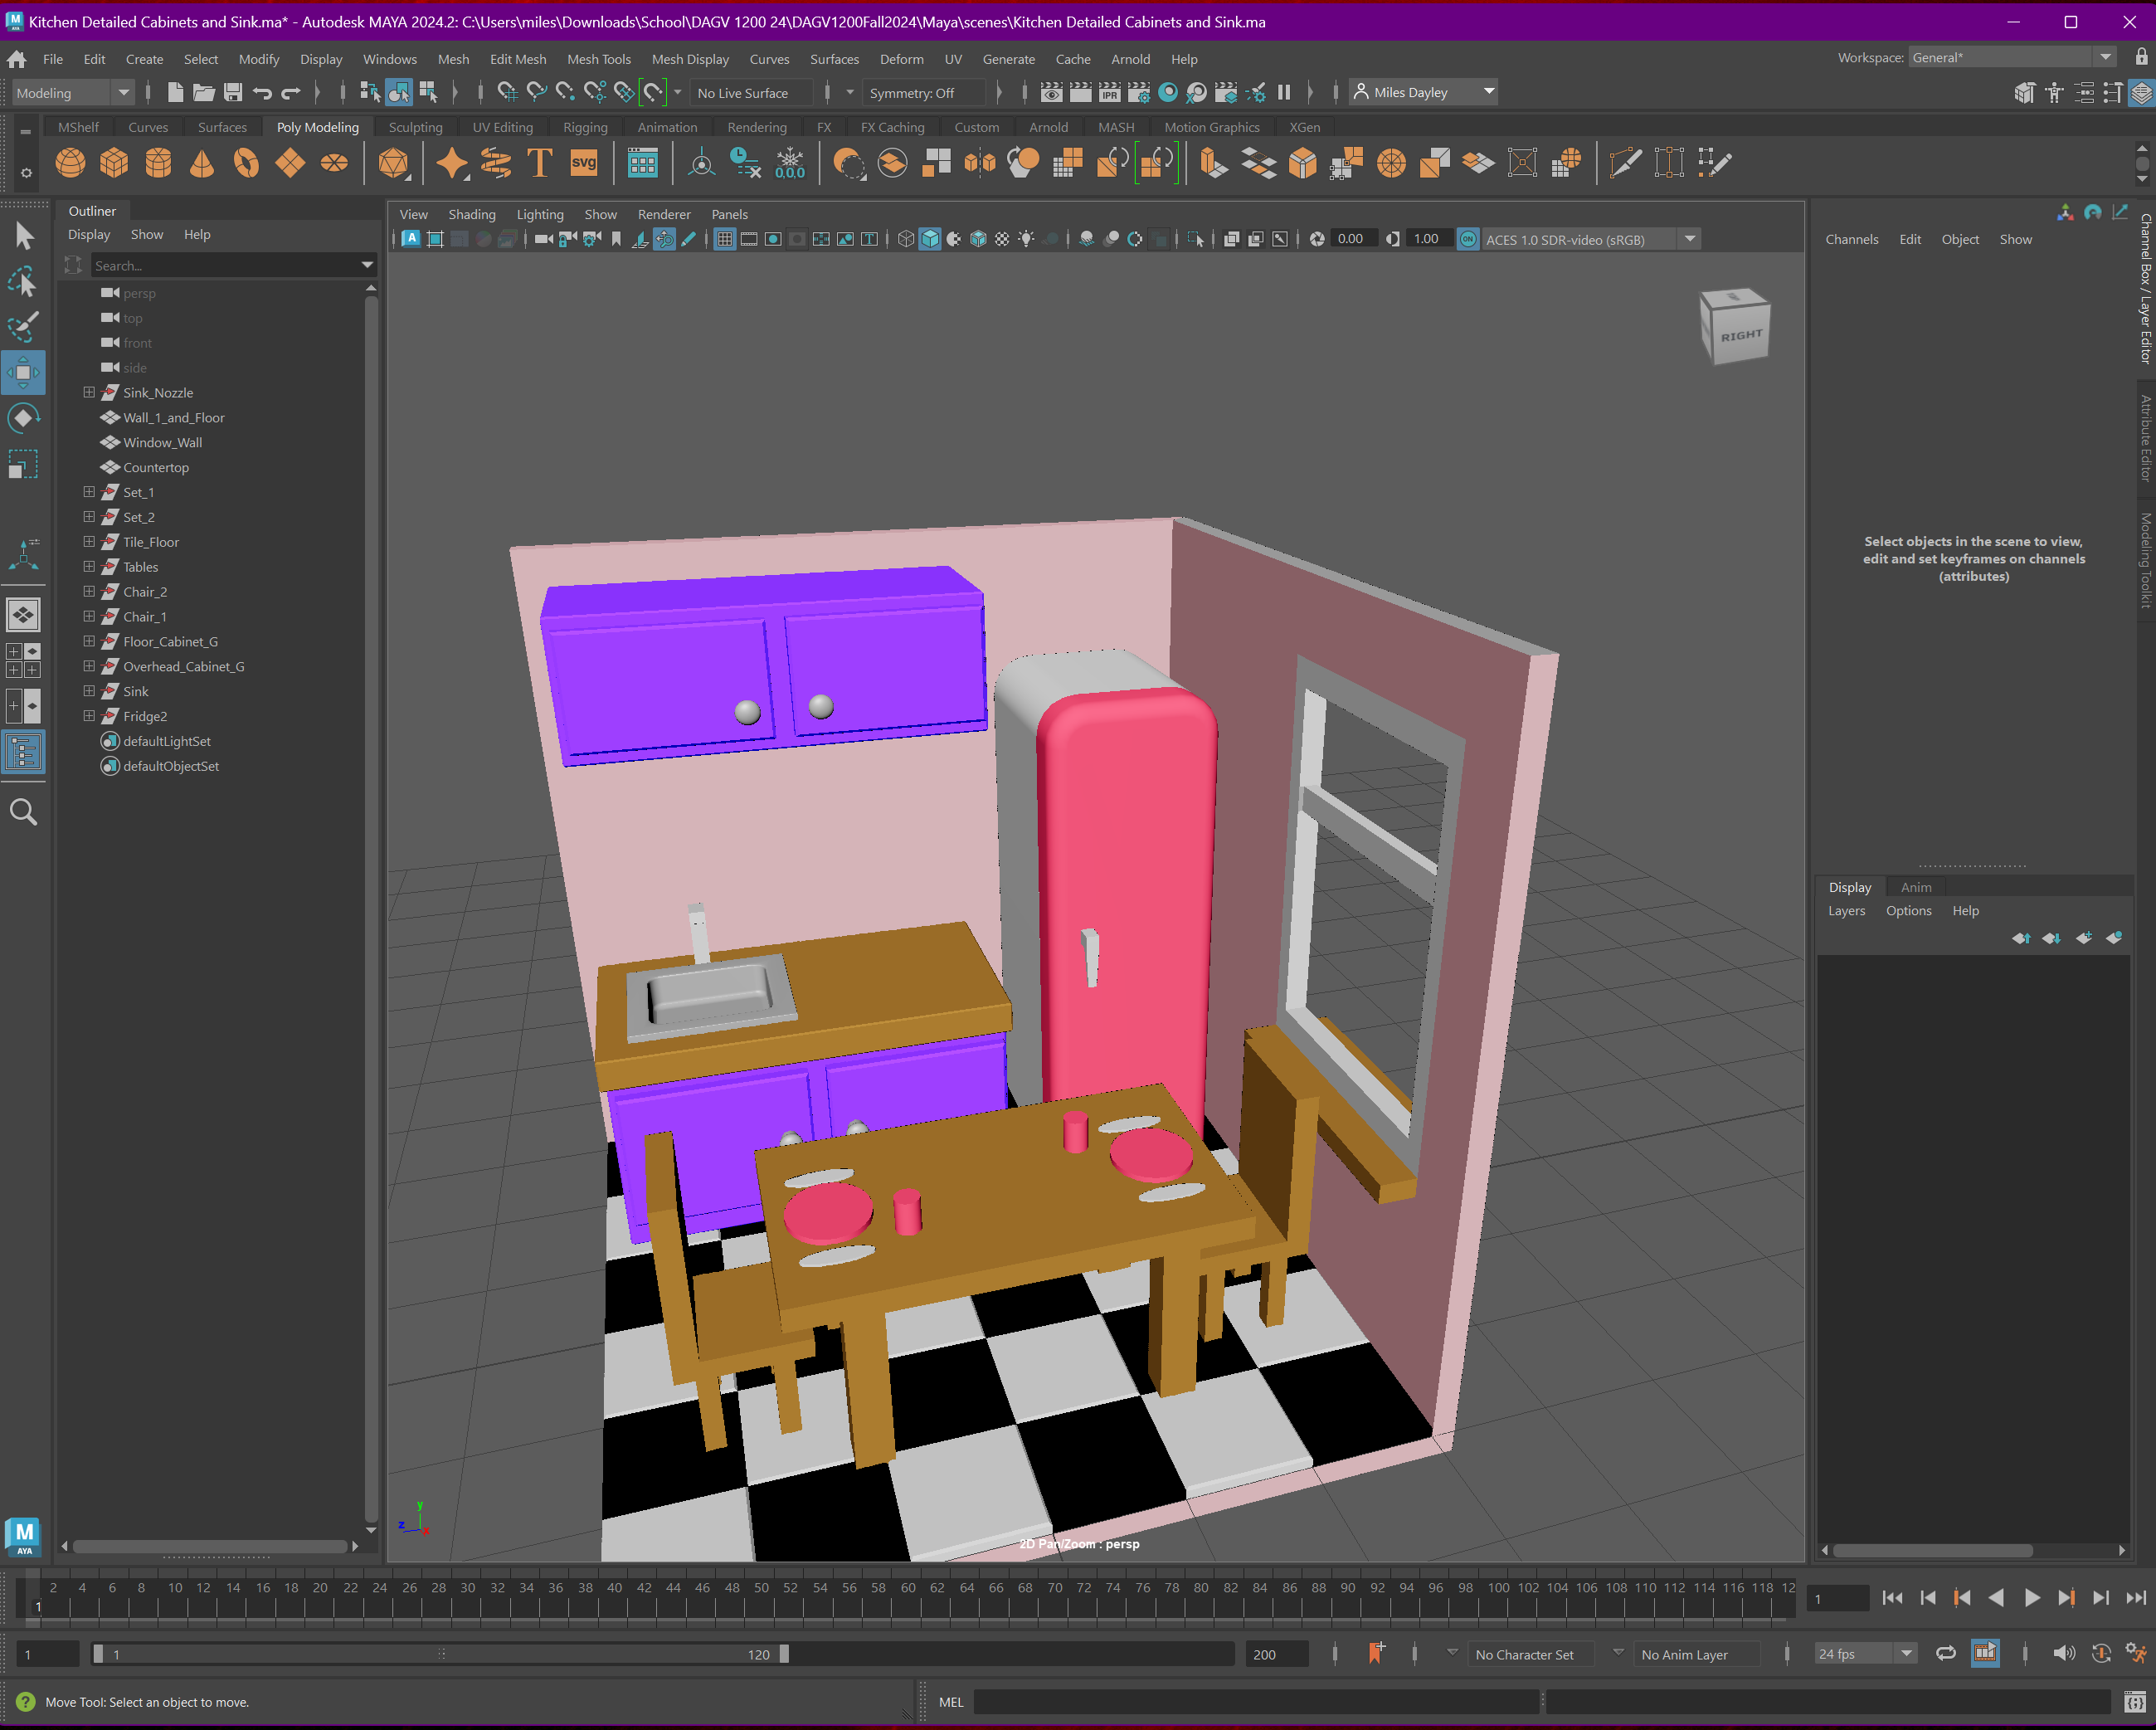 Kitchen Detailed Cabinets and Sink.ma* - Autodesk MAYA 2024.2: C:\Users\miles\Downloads\School\DAGV 1200 24\DAGV1200Fall2024\Maya\scenes\Kitchen Detailed Cabinets and Sink.ma
File Edit Create Select Modify Display Windows Mesh Edit Mesh Mesh Tools Mesh Display Curves Surfaces Deform UV Generate Cache Arnold Help
Workspace: General*
Modeling No Live Surface Symmetry: Off IPR Miles Dayley
MShelf Curves Surfaces Poly Modeling Sculpting UV Editing Rigging Animation Rendering FX FX Caching Custom Arnold MASH Motion Graphics XGen
T svg 0,0,0
Outliner
Display Show Help
Search...
persp
top
front
side
Sink_Nozzle
Wall_1_and_Floor
Window_Wall
Countertop
Set_1
Set_2
Tile_Floor
Tables
Chair_2
Chair_1
Floor_Cabinet_G
Overhead_Cabinet_G
Sink
Fridge2
defaultLightSet
defaultObjectSet
View Shading Lighting Show Renderer Panels
0.00 1.00 ON ACES 1.0 SDR-video (sRGB)
RIGHT
y
z
x
2D Pan/Zoom : persp
Channels Edit Object Show
Select objects in the scene to view,
edit and set keyframes on channels
(attributes)
Channel Box / Layer Editor
Attribute Editor
Modeling Toolkit
Display Anim
Layers Options Help
M
AYA
2 4 6 8 10 12 14 16 18 20 22 24 26 28 30 32 34 36 38 40 42 44 46 48 50 52 54 56 58 60 62 64 66 68 70 72 74 76 78 80 82 84 86 88 90 92 94 96 98 100 102 104 106 108 110 112 114 116 118 12
1
1
1 1 120 200 No Character Set No Anim Layer 24 fps
Move Tool: Select an object to move.
MEL